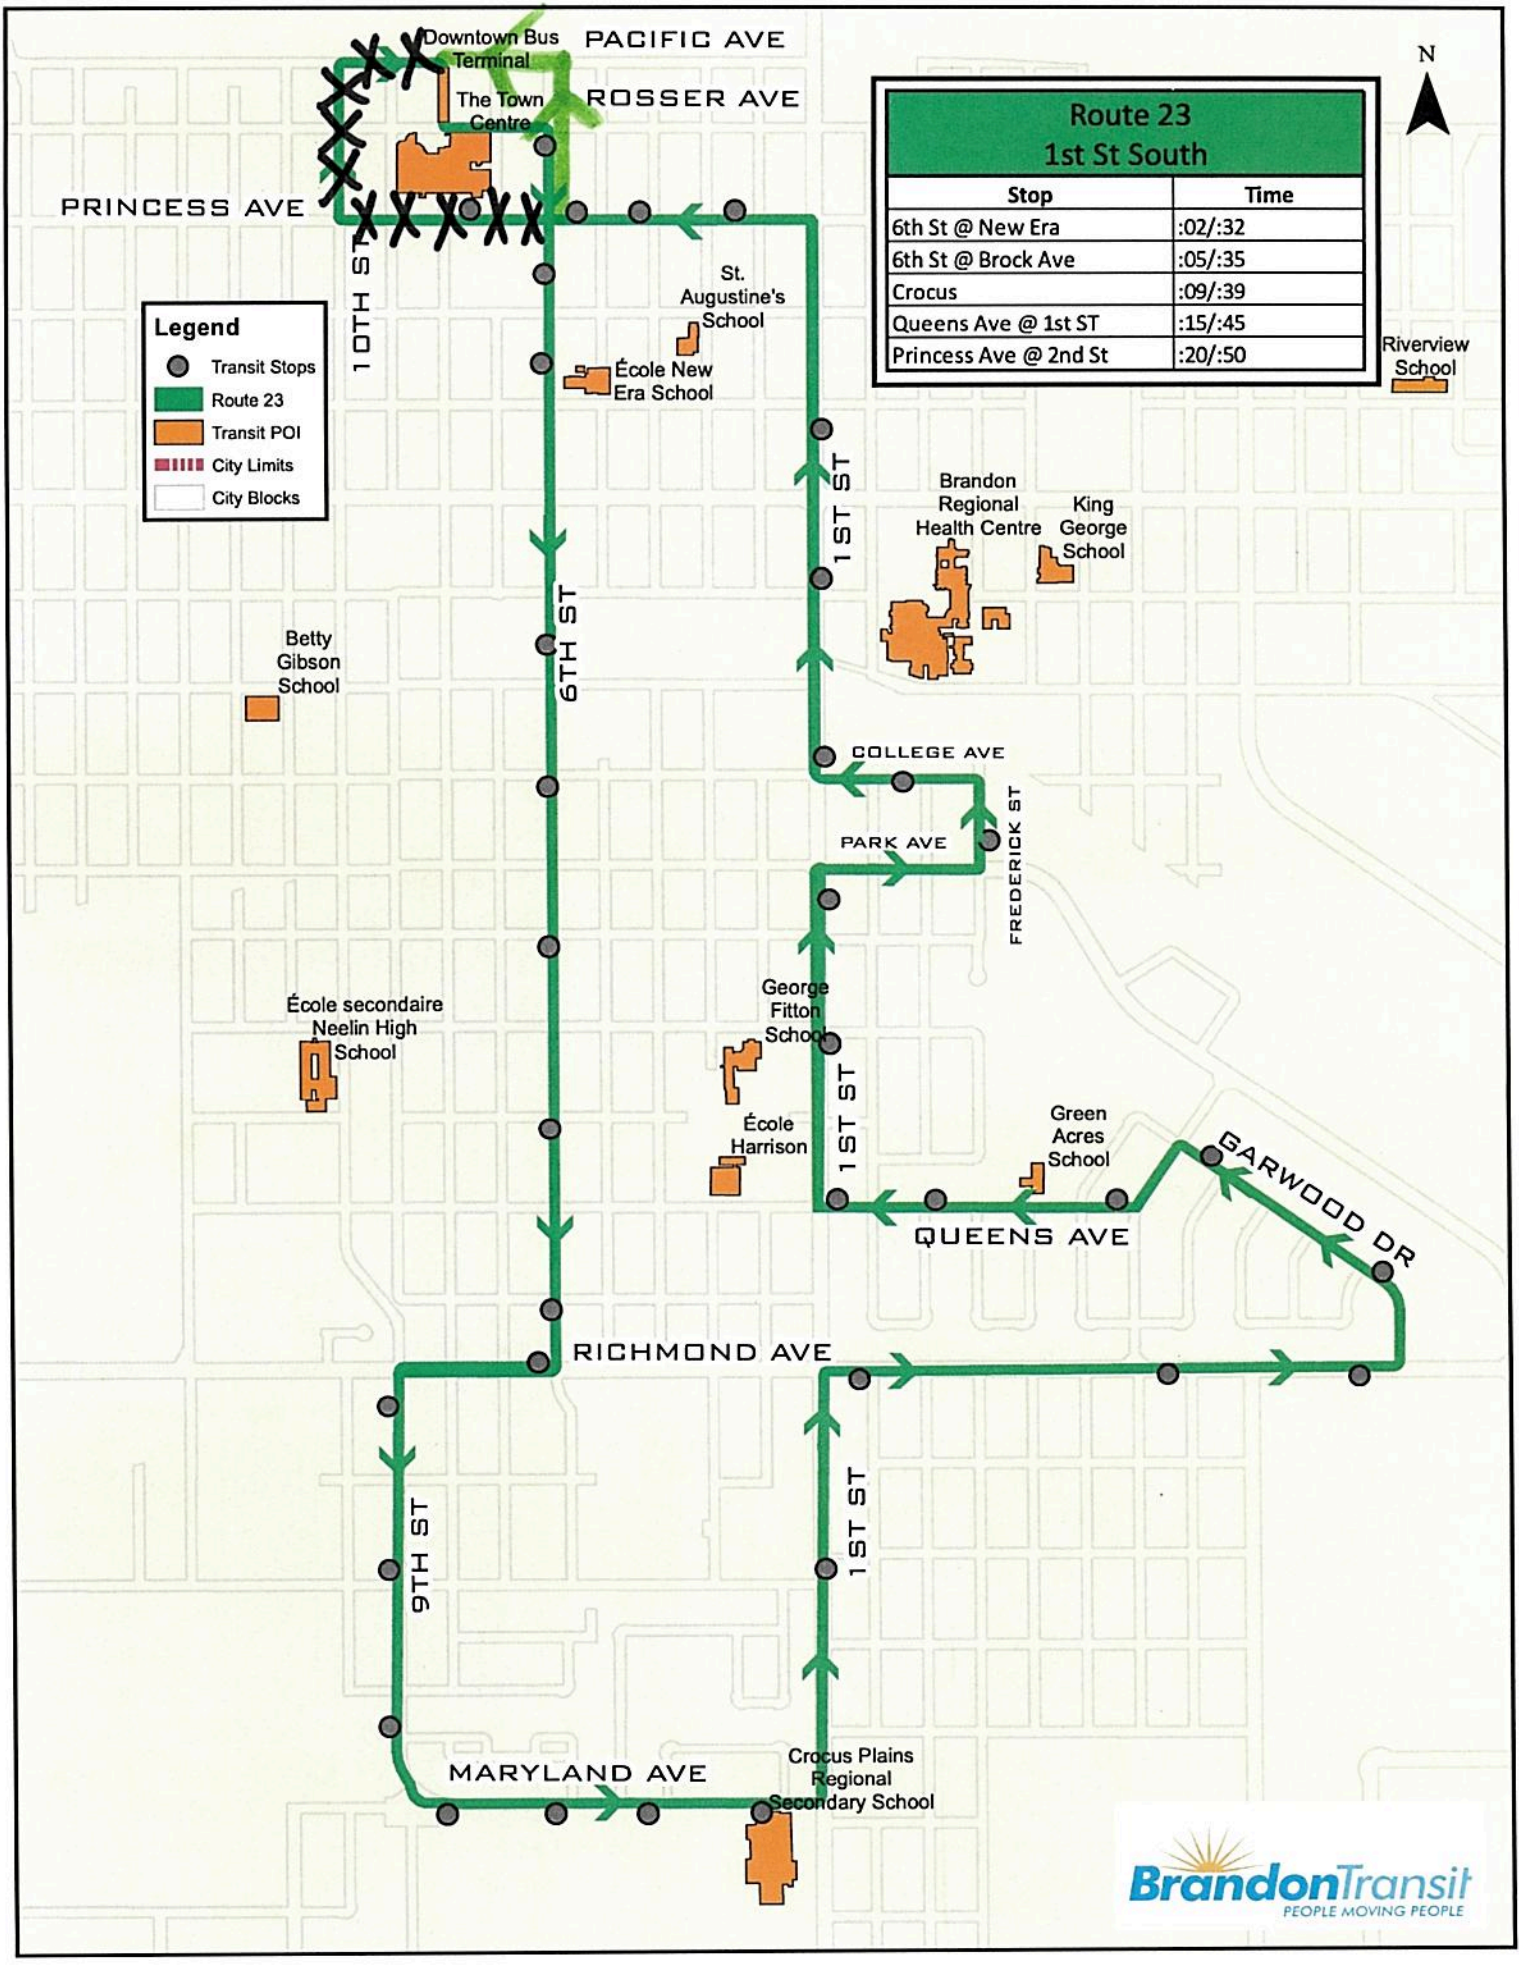 Downtown Bus
Terminal
PACIFIC AVE
The Town
Centre
ROSSER AVE
N
Route 23
1st St South
Stop Time
6th St @ New Era :02/:32
6th St @ Brock Ave :05/:35
Crocus :09/:39
Queens Ave @ 1st ST :15/:45
Princess Ave @ 2nd St :20/:50
PRINCESS AVE
10TH ST
St.
Augustine's
School
École New
Era School
Riverview
School
Legend
Transit Stops
Route 23
Transit POI
City Limits
City Blocks
1ST ST
Brandon
Regional
Health Centre
King
George
School
6TH ST
Betty
Gibson
School
COLLEGE AVE
PARK AVE
FREDERICK ST
École secondaire
Neelin High
School
George
Fitton
School
1ST ST
École
Harrison
Green
Acres
School
GARWOOD DR
QUEENS AVE
RICHMOND AVE
9TH ST
1ST ST
MARYLAND AVE
Crocus Plains
Regional
Secondary School
BrandonTransit
PEOPLE MOVING PEOPLE